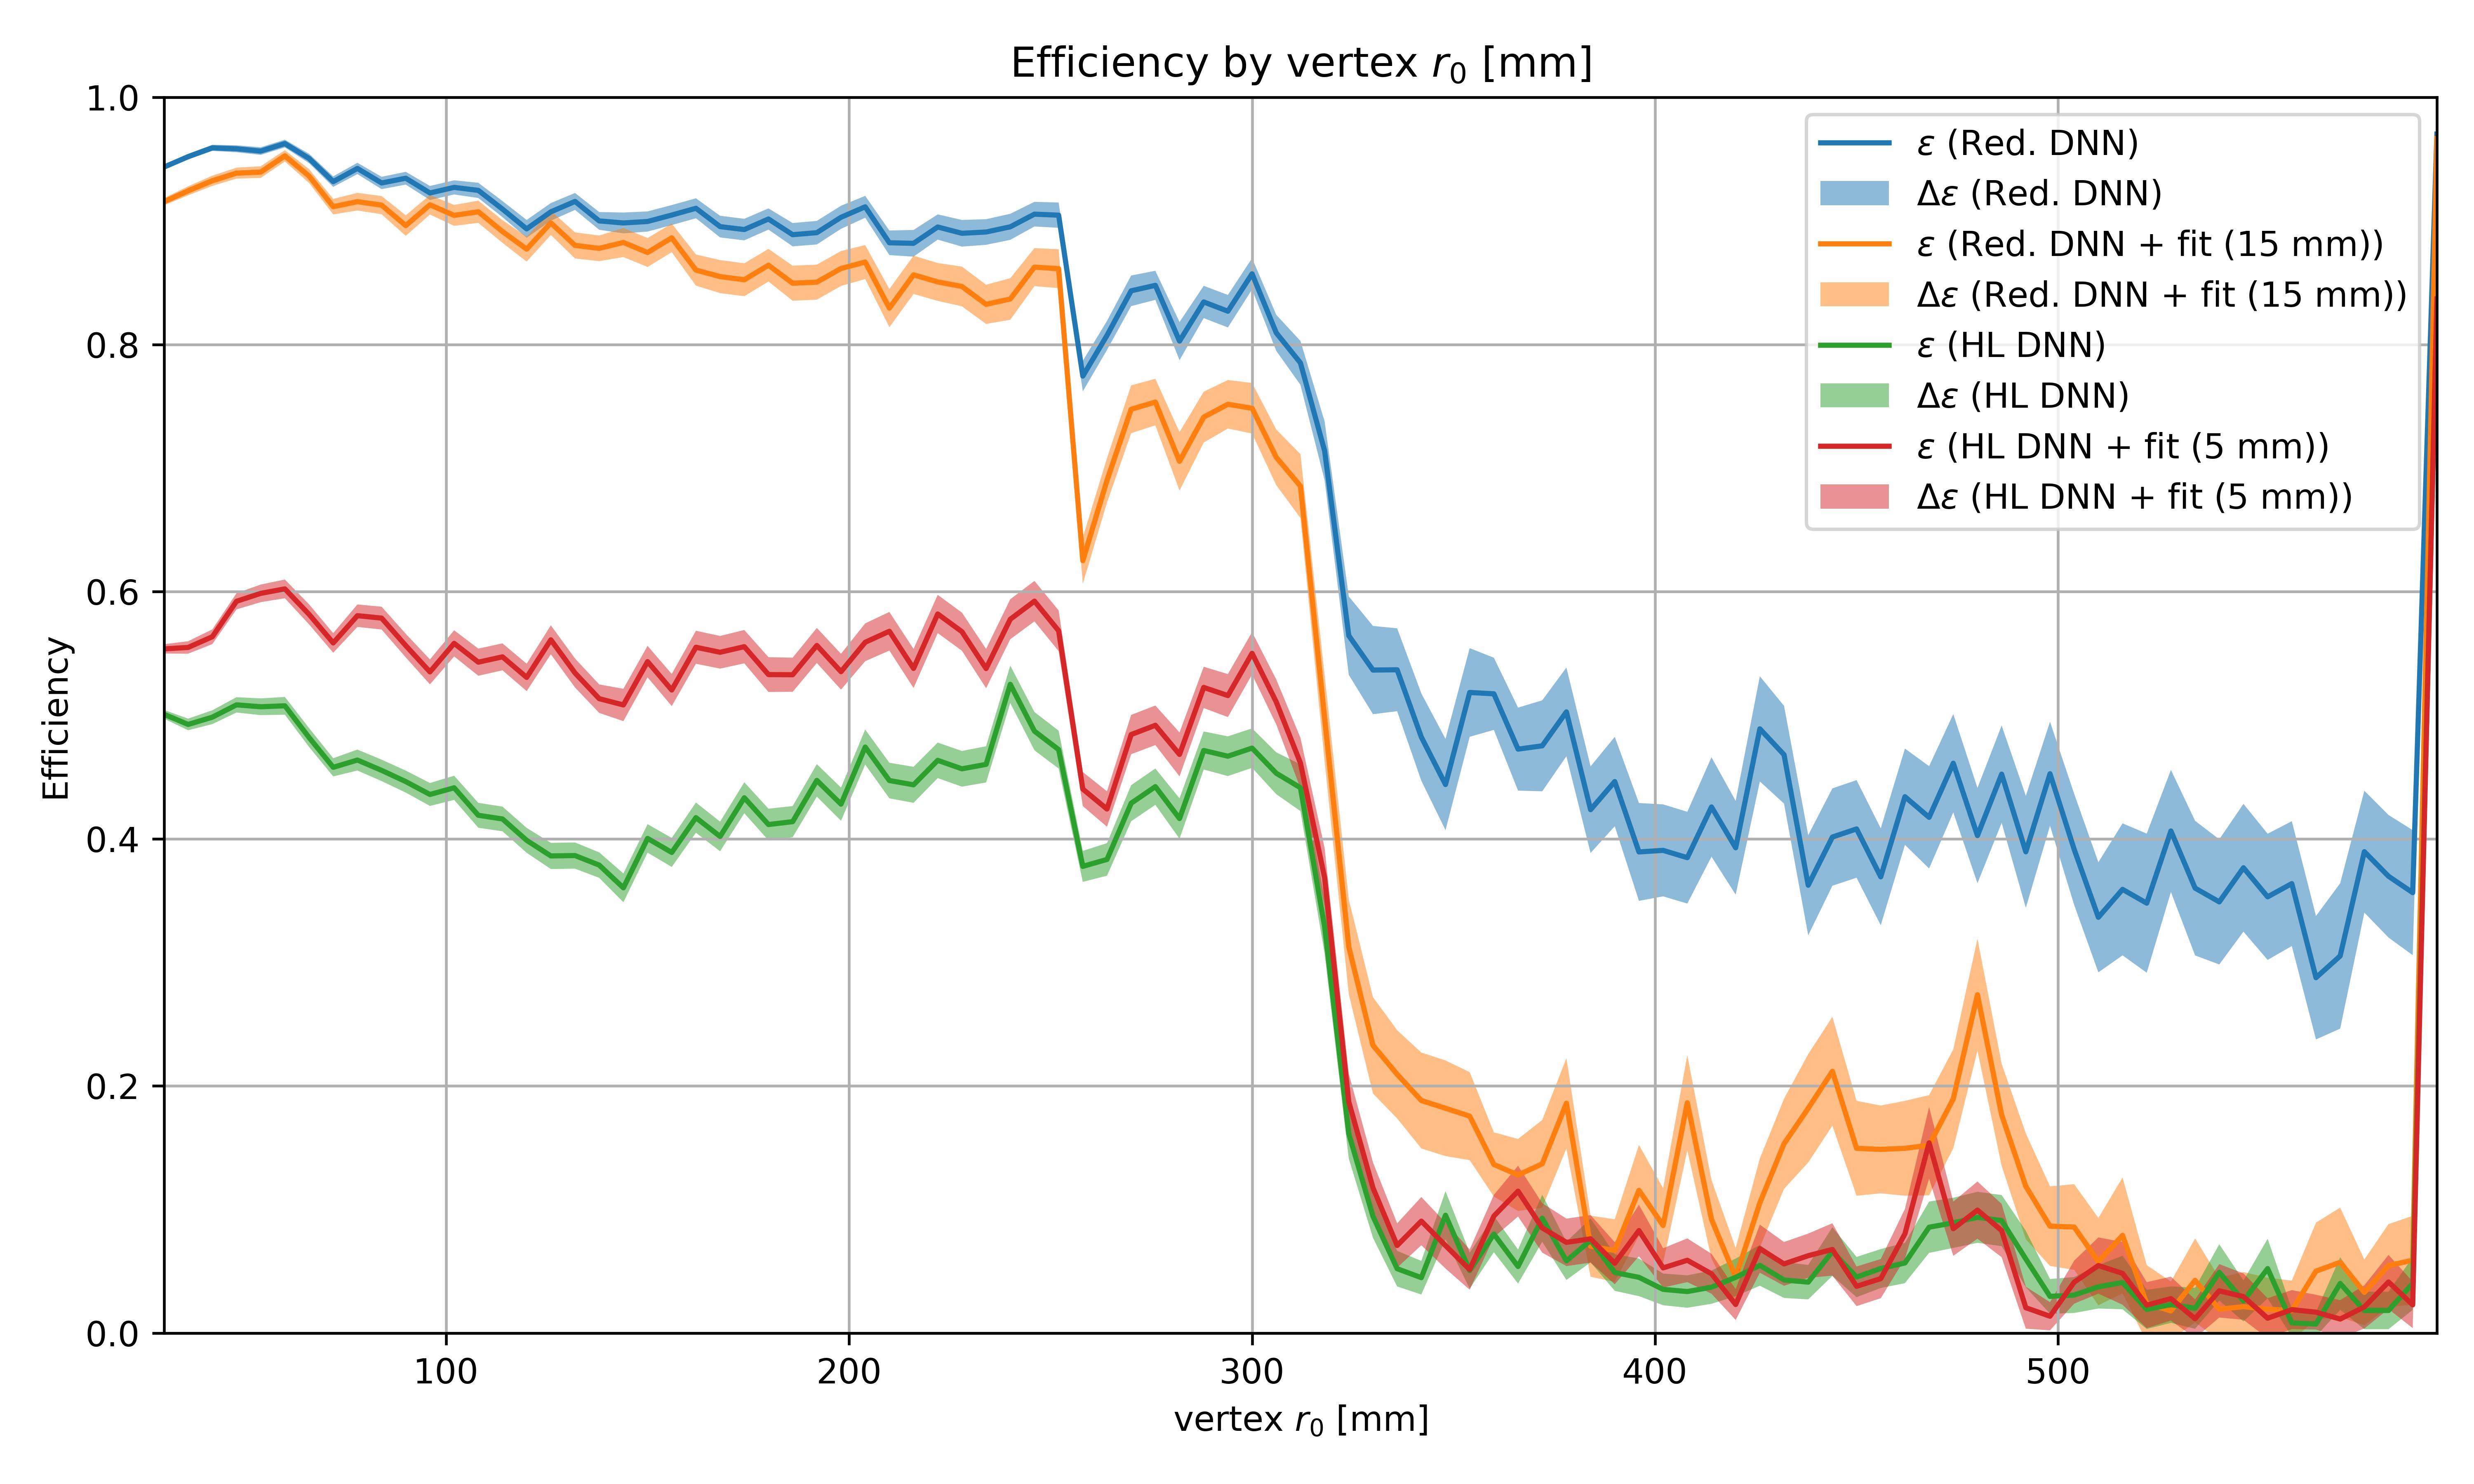 Efficiency by vertex r₀ [mm]
1.0
0.8
0.6
0.4
0.2
0.0
Efficiency
ε (Red. DNN)
Δε (Red. DNN)
ε (Red. DNN + fit (15 mm))
Δε (Red. DNN + fit (15 mm))
ε (HL DNN)
Δε (HL DNN)
ε (HL DNN + fit (5 mm))
Δε (HL DNN + fit (5 mm))
100 200 300 400 500
vertex r₀ [mm]